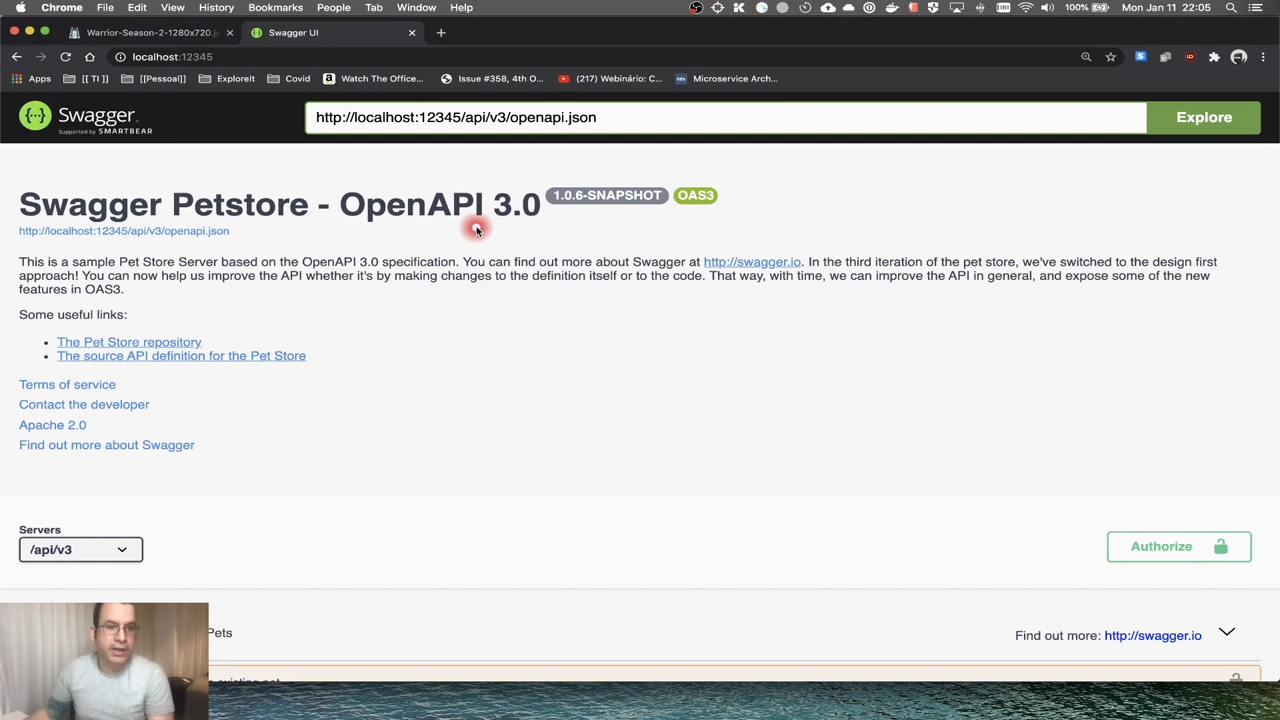 Chrome File Edit View History Bookmarks People Tab Window Help 100% Mon Jan 11 22:05
Warrior-Season-2-1280x720.j
Swagger UI
localhost:12345
Apps [[ TI ]] [[Pessoal]] ExploreIt Covid Watch The Office... Issue #358, 4th O... (217) Webinário: C... Microservice Arch...
Swagger
Supported by SMARTBEAR
http://localhost:12345/api/v3/openapi.json
Explore
Swagger Petstore - OpenAPI 3.0 1.0.6-SNAPSHOT OAS3
http://localhost:12345/api/v3/openapi.json
This is a sample Pet Store Server based on the OpenAPI 3.0 specification. You can find out more about Swagger at http://swagger.io. In the third iteration of the pet store, we've switched to the design first
approach! You can now help us improve the API whether it's by making changes to the definition itself or to the code. That way, with time, we can improve the API in general, and expose some of the new
features in OAS3.
Some useful links:
• The Pet Store repository
• The source API definition for the Pet Store
Terms of service
Contact the developer
Apache 2.0
Find out more about Swagger
Servers
/api/v3
Authorize
Pets
Find out more: http://swagger.io